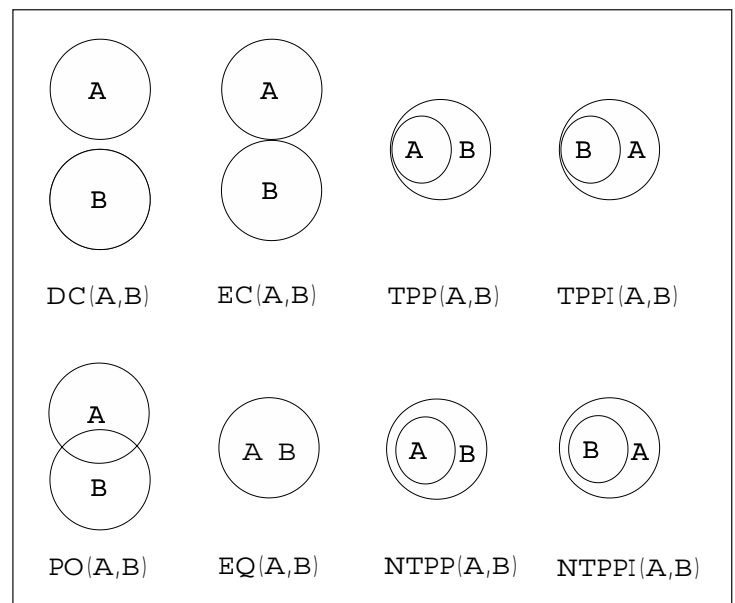 A A
A B B A
B B
DC(A,B) EC(A,B) TPP(A,B) TPPI(A,B)
A
A B A B B A
B
PO(A,B) EQ(A,B) NTPP(A,B) NTPPI(A,B)